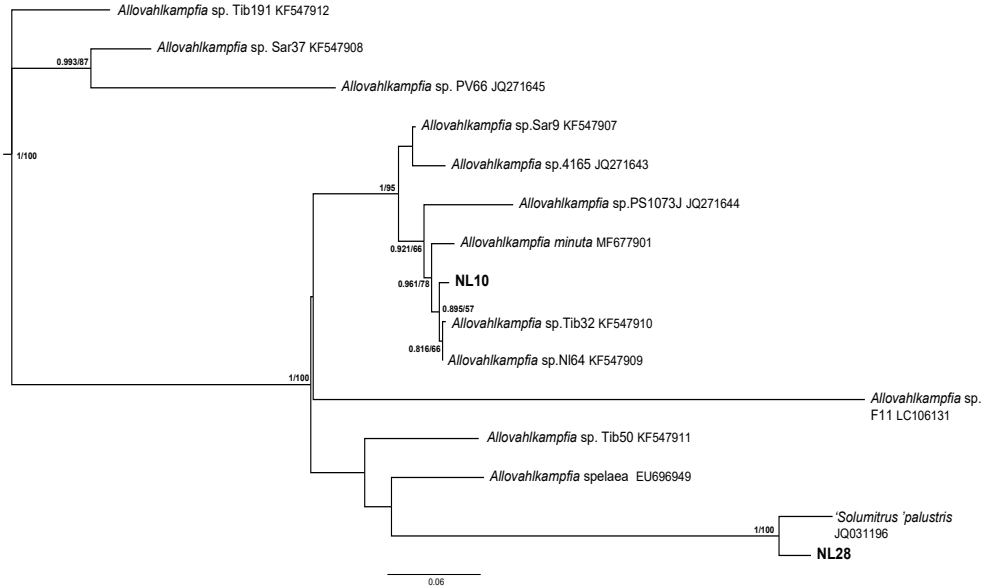 Allovahlkampfia sp. Tib191 KF547912
Allovahlkampfia sp. Sar37 KF547908
0.993/87
Allovahlkampfia sp. PV66 JQ271645
Allovahlkampfia sp.Sar9 KF547907
1/100
Allovahlkampfia sp.4165 JQ271643
1/95
Allovahlkampfia sp.PS1073J JQ271644
Allovahlkampfia minuta MF677901
0.921/66
NL10
0.961/78
0.895/57
Allovahlkampfia sp.Tib32 KF547910
0.816/66
Allovahlkampfia sp.Nl64 KF547909
1/100
Allovahlkampfia sp.
F11 LC106131
Allovahlkampfia sp. Tib50 KF547911
Allovahlkampfia spelaea EU696949
'Solumitrus 'palustris
JQ031196
1/100
NL28
0.06